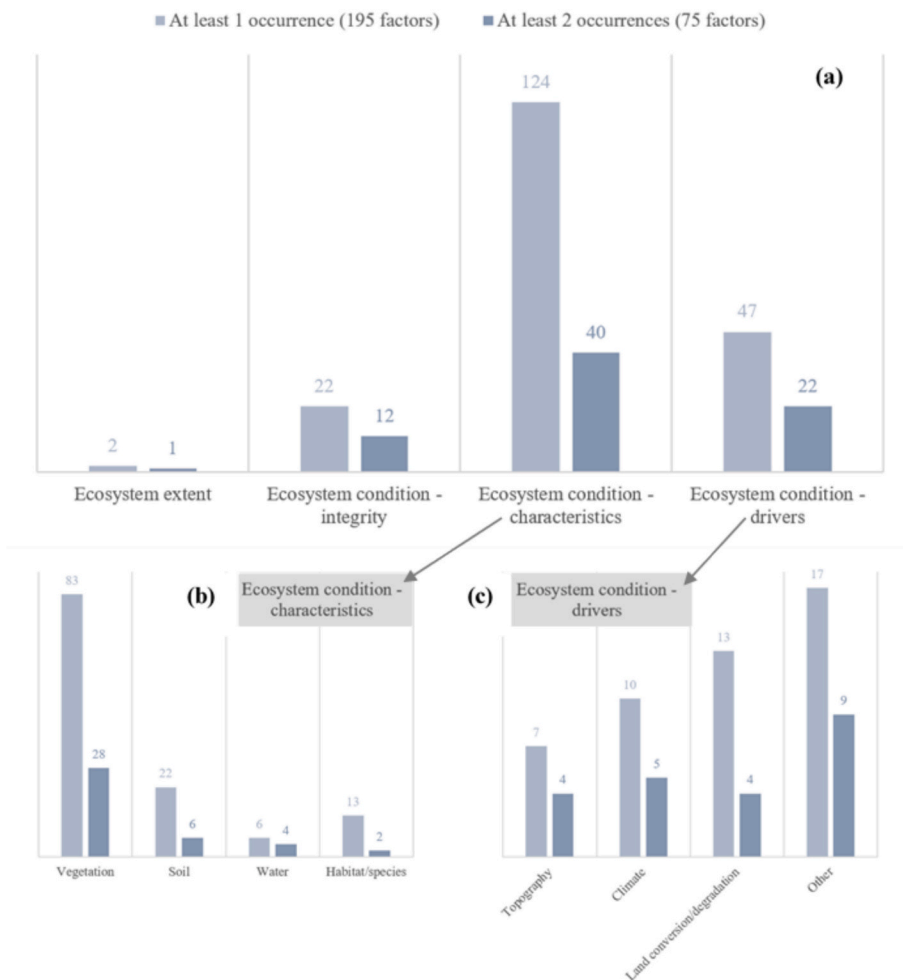 At least 1 occurrence (195 factors) At least 2 occurrences (75 factors)
(a)
124
40
47
22
22
12
2
1
Ecosystem extent
Ecosystem condition -
integrity
Ecosystem condition -
characteristics
Ecosystem condition -
drivers
(b)
Ecosystem condition -
characteristics
83
28
22
6
6
4
13
2
Vegetation
Soil
Water
Habitat/species
(c)
Ecosystem condition -
drivers
7
4
10
5
13
4
17
9
Topography
Climate
Land conversion/degradation
Other